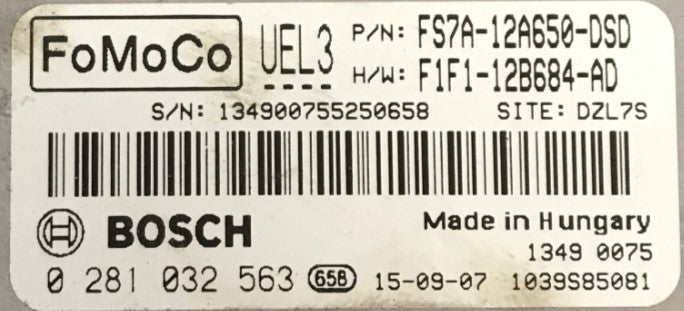 FoMoCo UEL3 P/N: FS7A-12A650-DSD
H/W: F1F1-12B684-AD
S/N: 134900755250658 SITE: DZL7S
BOSCH Made in Hungary
1349 0075
0 281 032 563 65B 15-09-07 1039S85081